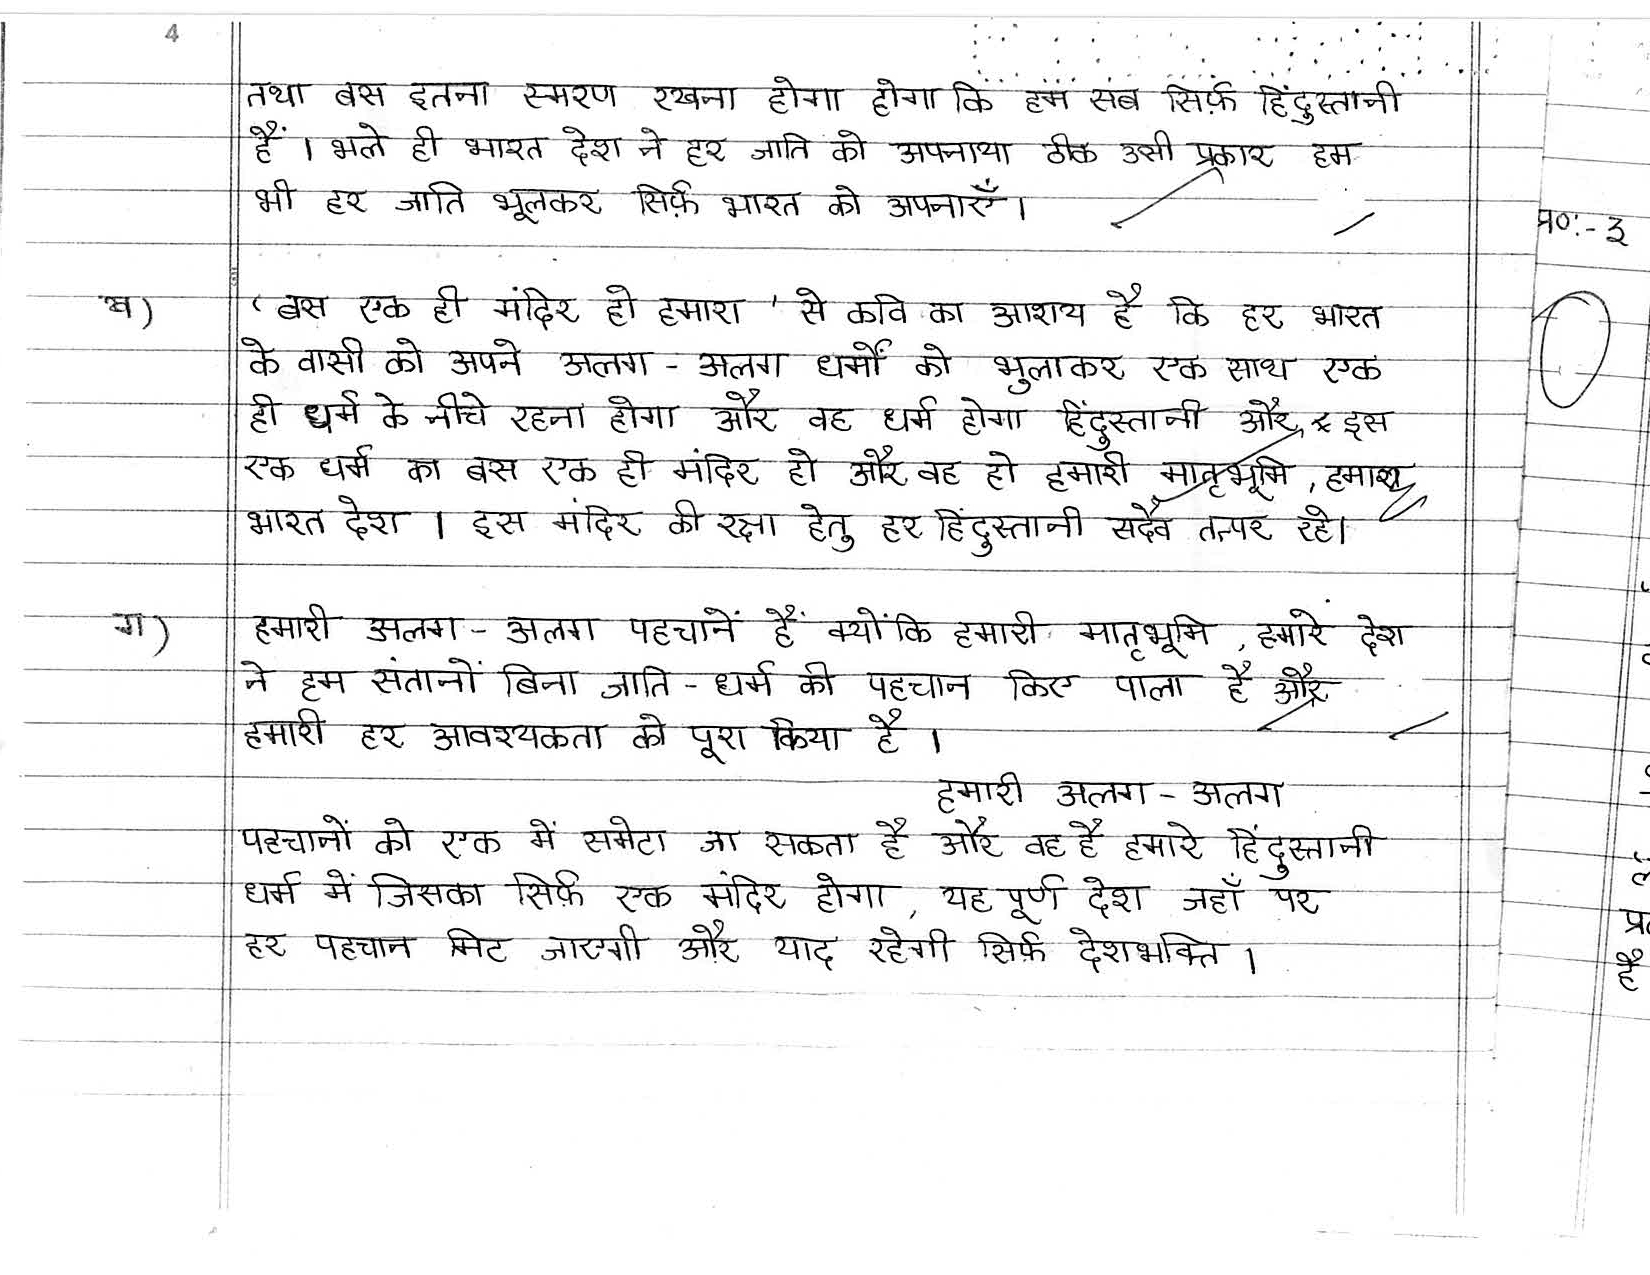 4
तथा बस इतना स्मरण रखना होगा होगा कि हम सब सिर्फ़ हिंदुस्तानी
हैं । भले ही भारत देश ने हर जाति को अपनाया ठीक उसी प्रकार हम
भी हर जाति भूलकर सिर्फ़ भारत को अपनाएँ ।
प्र०:- ३
ख) ‘बस एक ही मंदिर हो हमारा’ से कवि का आशय है कि हर भारत
के वासी को अपने अलग - अलग धर्मों को भुलाकर एक साथ एक
ही धर्म के नीचे रहना होगा और वह धर्म होगा हिंदुस्तानी और इस
एक धर्म का बस एक ही मंदिर हो और वह हो हमारी मातृभूमि , हमारा
भारत देश । इस मंदिर की रक्षा हेतु हर हिंदुस्तानी सदैव तत्पर रहे।
ग) हमारी अलग - अलग पहचानें हैं क्योंकि हमारी मातृभूमि , हमारे देश
ने हम संतानों बिना जाति - धर्म की पहचान किए पाला है और
हमारी हर आवश्यकता को पूरा किया है ।
हमारी अलग - अलग
पहचानों को एक में समेटा जा सकता है और वह है हमारे हिंदुस्तानी
धर्म में जिसका सिर्फ़ एक मंदिर होगा , यह पूर्ण देश जहाँ पर
हर पहचान मिट जाएगी और याद रहेगी सिर्फ़ देशभक्ति ।
है